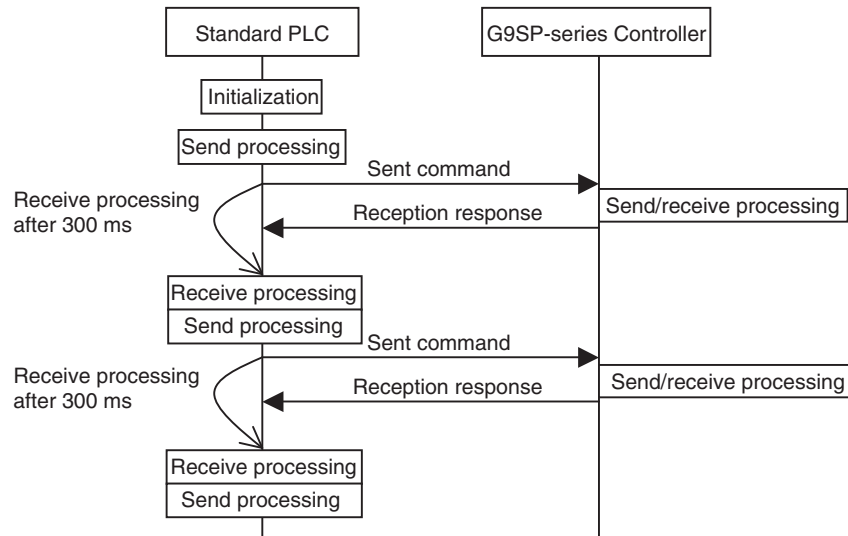 Standard PLC
G9SP-series Controller
Initialization
Send processing
Sent command
Receive processing
after 300 ms
Send/receive processing
Reception response
Receive processing
Send processing
Sent command
Receive processing
after 300 ms
Send/receive processing
Reception response
Receive processing
Send processing